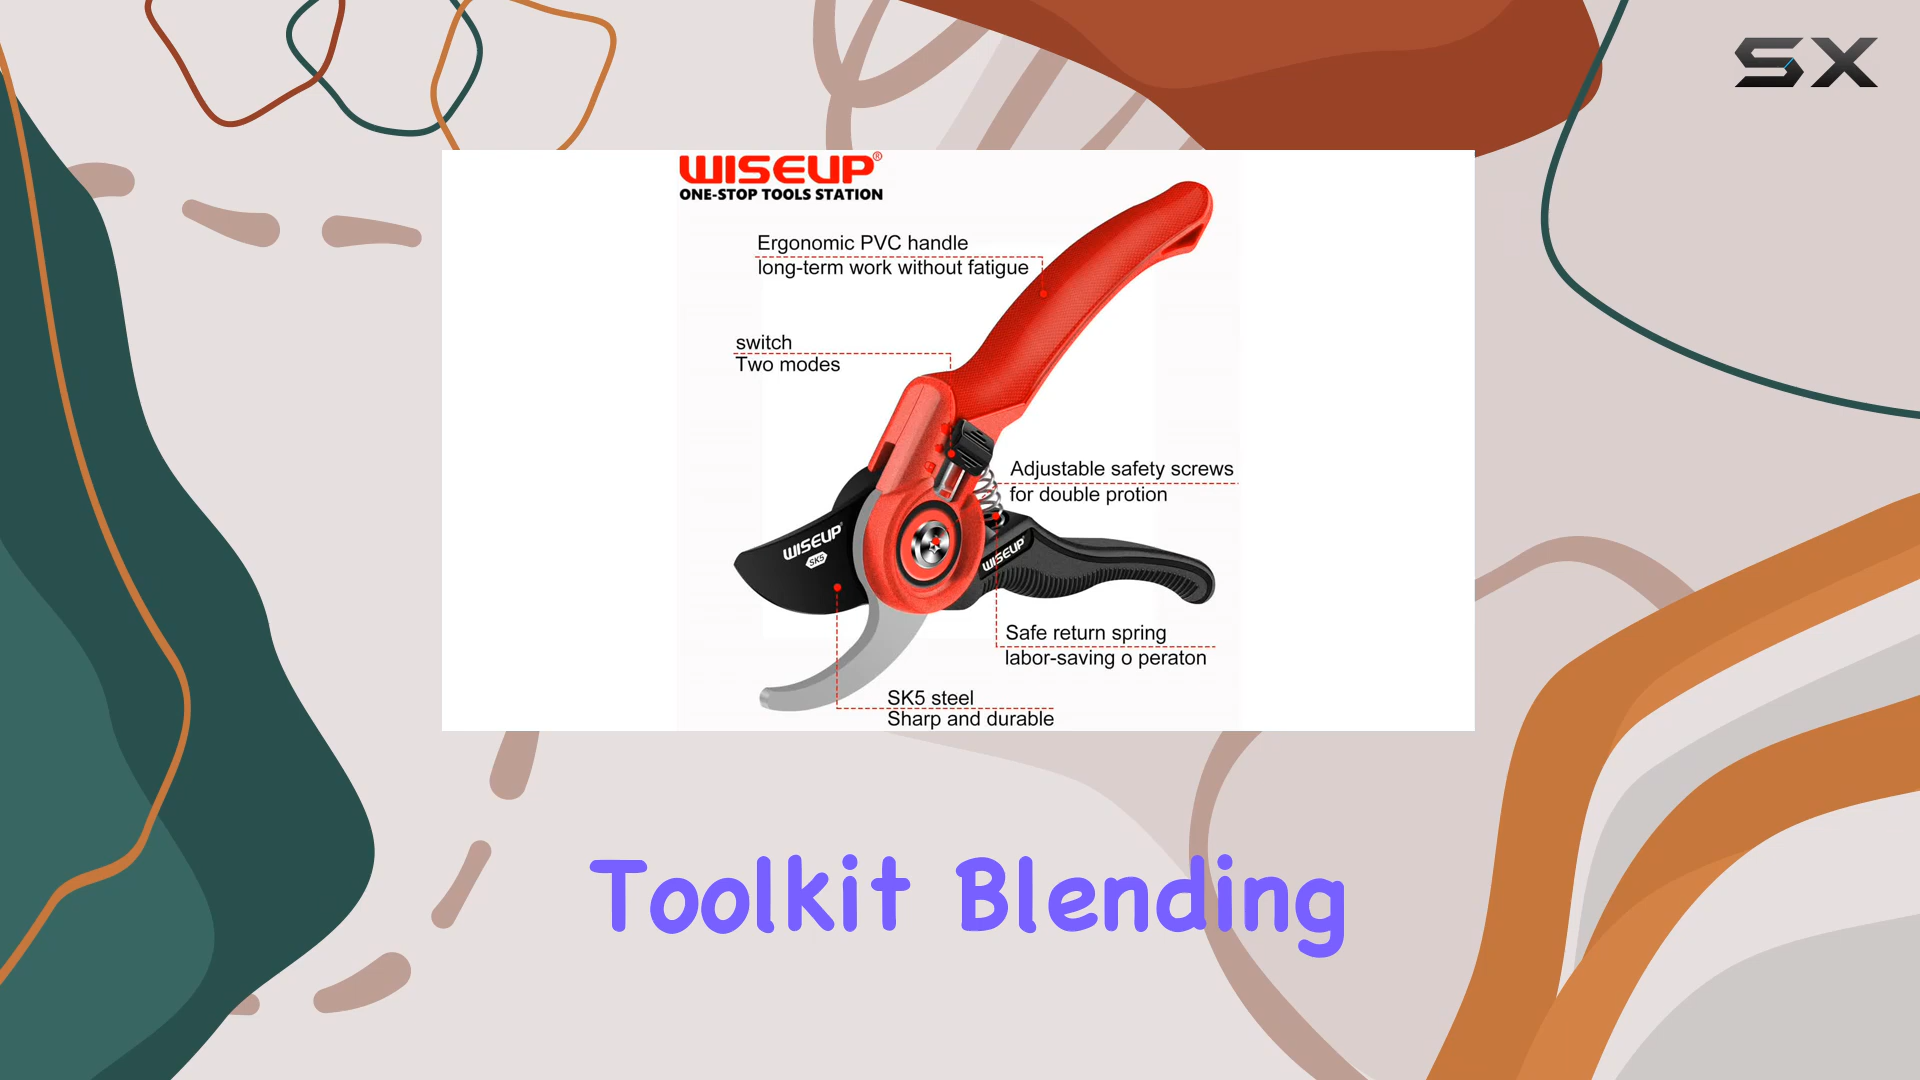 SX
WISEUP®
ONE-STOP TOOLS STATION
Ergonomic PVC handle
long-term work without fatigue
switch
Two modes
Adjustable safety screws
for double protion
WISEUP
SK5
WISEUP
Safe return spring
labor-saving o peraton
SK5 steel
Sharp and durable
Toolkit Blending